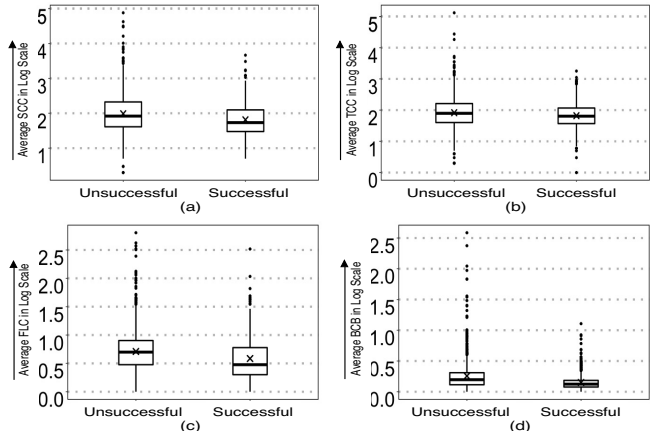 Average SCC in Log Scale
5
4
3
2
1
Unsuccessful Successful
(a)
Average TCC in Log Scale
5
4
3
2
1
0
Unsuccessful Successful
(b)
Average FLC in Log Scale
2.5
2.0
1.5
1.0
0.5
0.0
Unsuccessful Successful
(c)
Average BCB in Log Scale
2.5
2.0
1.5
1.0
0.5
0.0
Unsuccessful Successful
(d)